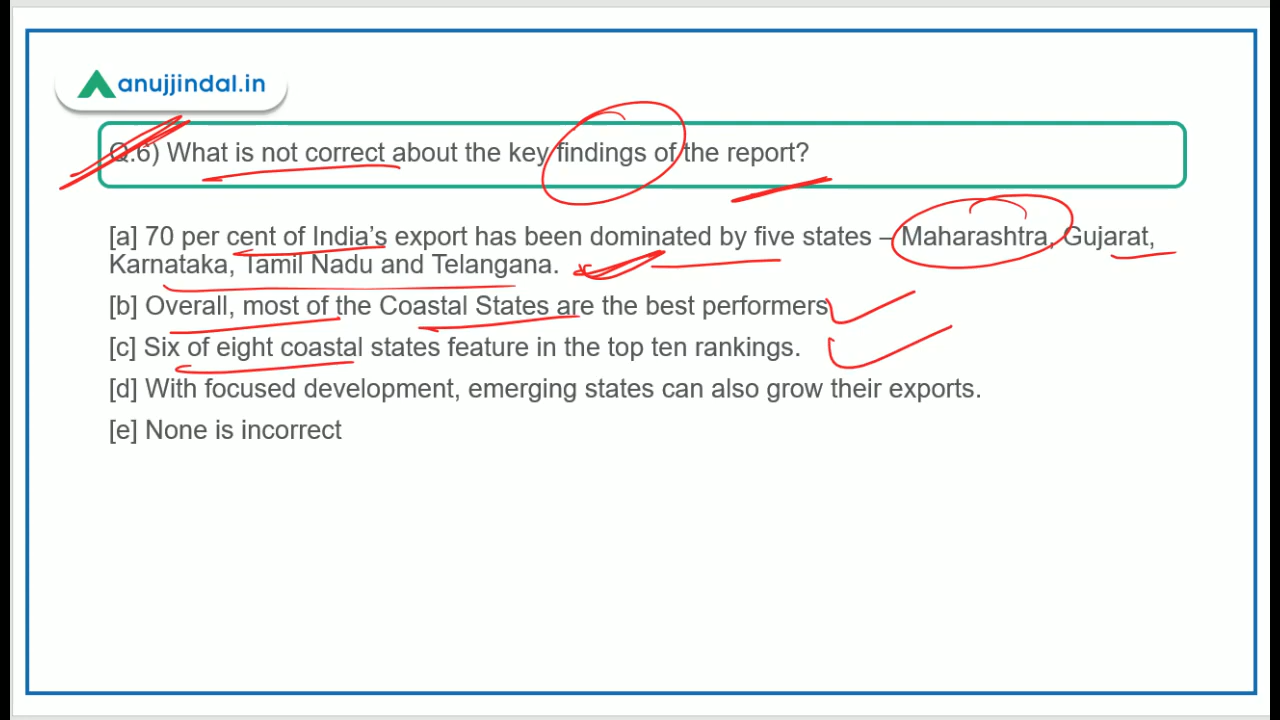 anujjindal.in
Q.6) What is not correct about the key findings of the report?
[a] 70 per cent of India’s export has been dominated by five states – Maharashtra, Gujarat,
Karnataka, Tamil Nadu and Telangana.
[b] Overall, most of the Coastal States are the best performers
[c] Six of eight coastal states feature in the top ten rankings.
[d] With focused development, emerging states can also grow their exports.
[e] None is incorrect